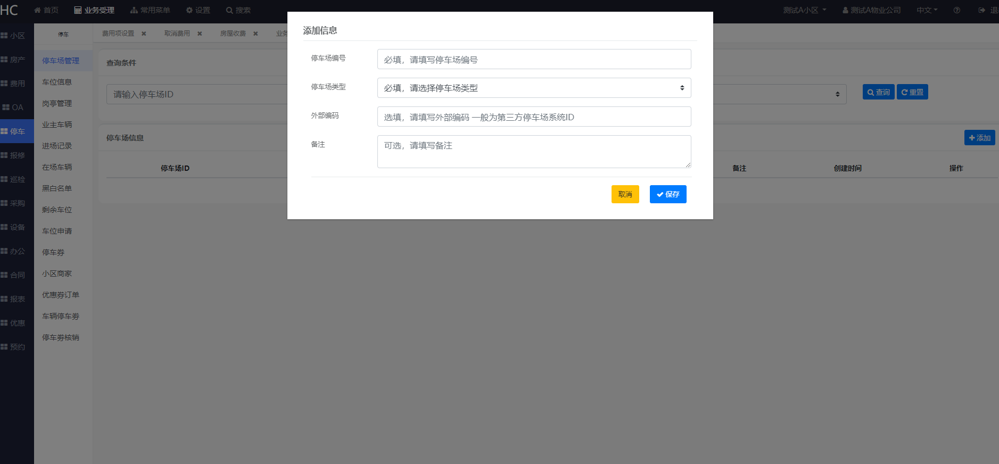 HC 首页 业务受理 常用菜单 设置 搜索 测试A小区 测试A物业公司 中文
小区
房产
费用
OA
停车
报修
巡检
采购
设备
办公
合同
报表
优惠
预约
停车
停车场管理
车位信息
岗亭管理
业主车辆
进场记录
在场车辆
黑白名单
剩余车位
车位申请
停车券
小区商家
优惠券订单
车辆停车券
停车券核销
费用项设置 取消费用 房屋收费 业务
查询条件
请输入停车场ID
查询 重置
停车场信息
添加
停车场ID 备注 创建时间 操作
添加信息
停车场编号 必填，请填写停车场编号
停车场类型 必填，请选择停车场类型
外部编码 选填，请填写外部编码 一般为第三方停车场系统ID
备注 可选，请填写备注
取消 保存